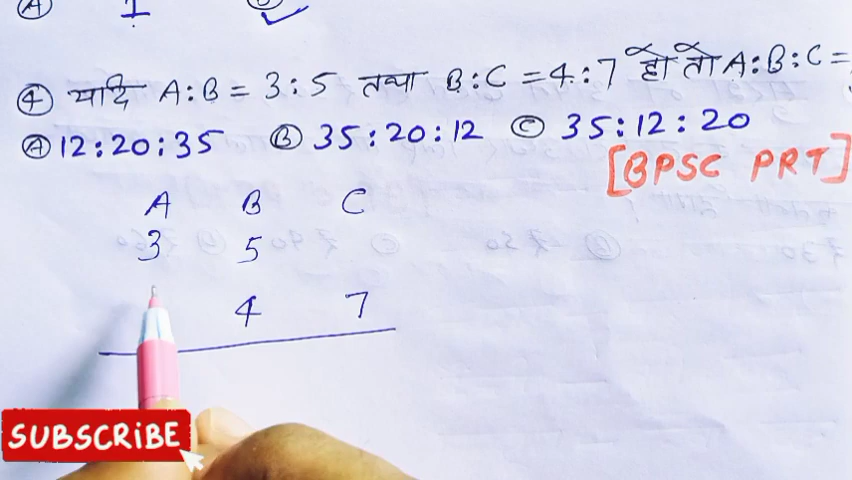 Ⓐ 1 Ⓑ ✓
④ यादि A:B = 3:5 तथा B:C = 4:7 हो तो A:B:C =
Ⓐ 12:20:35 Ⓑ 35:20:12 Ⓒ 35:12:20
[BPSC PRT]
A B C
3 5
4 7
SUBSCRIBE